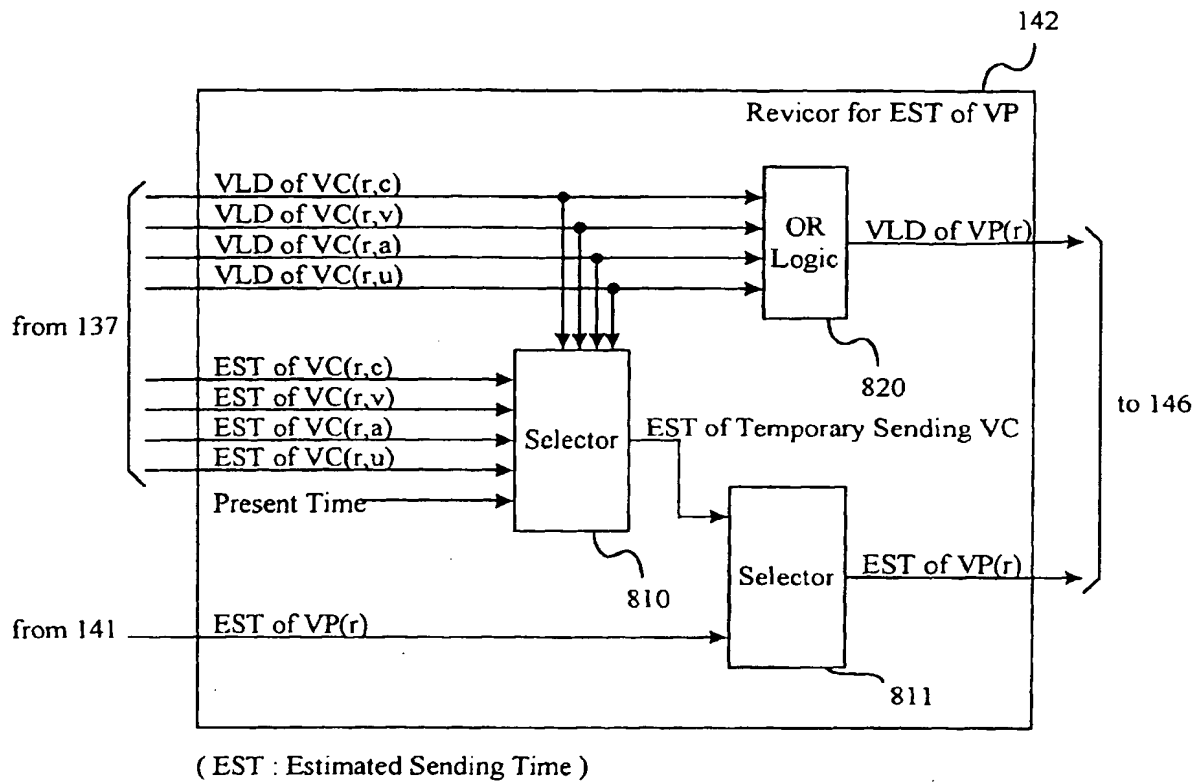 142
Revicor for EST of VP
VLD of VC(r,c)
VLD of VC(r,v)
VLD of VC(r,a)
VLD of VC(r,u)
OR
Logic
VLD of VP(r)
820
from 137
EST of VC(r,c)
EST of VC(r,v)
EST of VC(r,a)
EST of VC(r,u)
Present Time
Selector
810
EST of Temporary Sending VC
to 146
Selector
EST of VP(r)
811
from 141
EST of VP(r)
( EST : Estimated Sending Time )